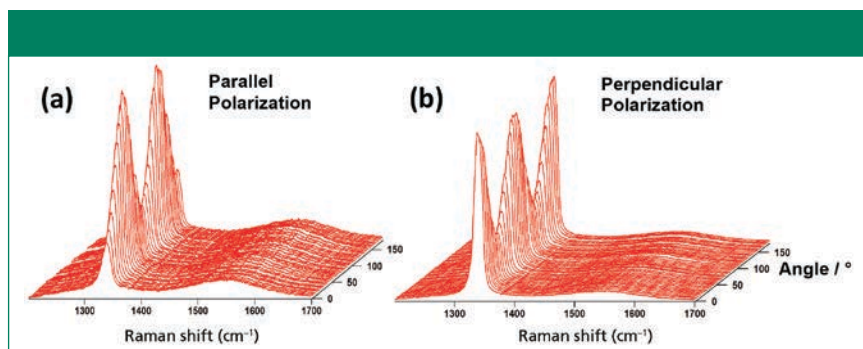 (a)
Parallel
Polarization
150
100
50
0
1300 1400 1500 1600 1700
Raman shift (cm⁻¹)
(b)
Perpendicular
Polarization
150
100
50
0
Angle / °
1300 1400 1500 1600 1700
Raman shift (cm⁻¹)